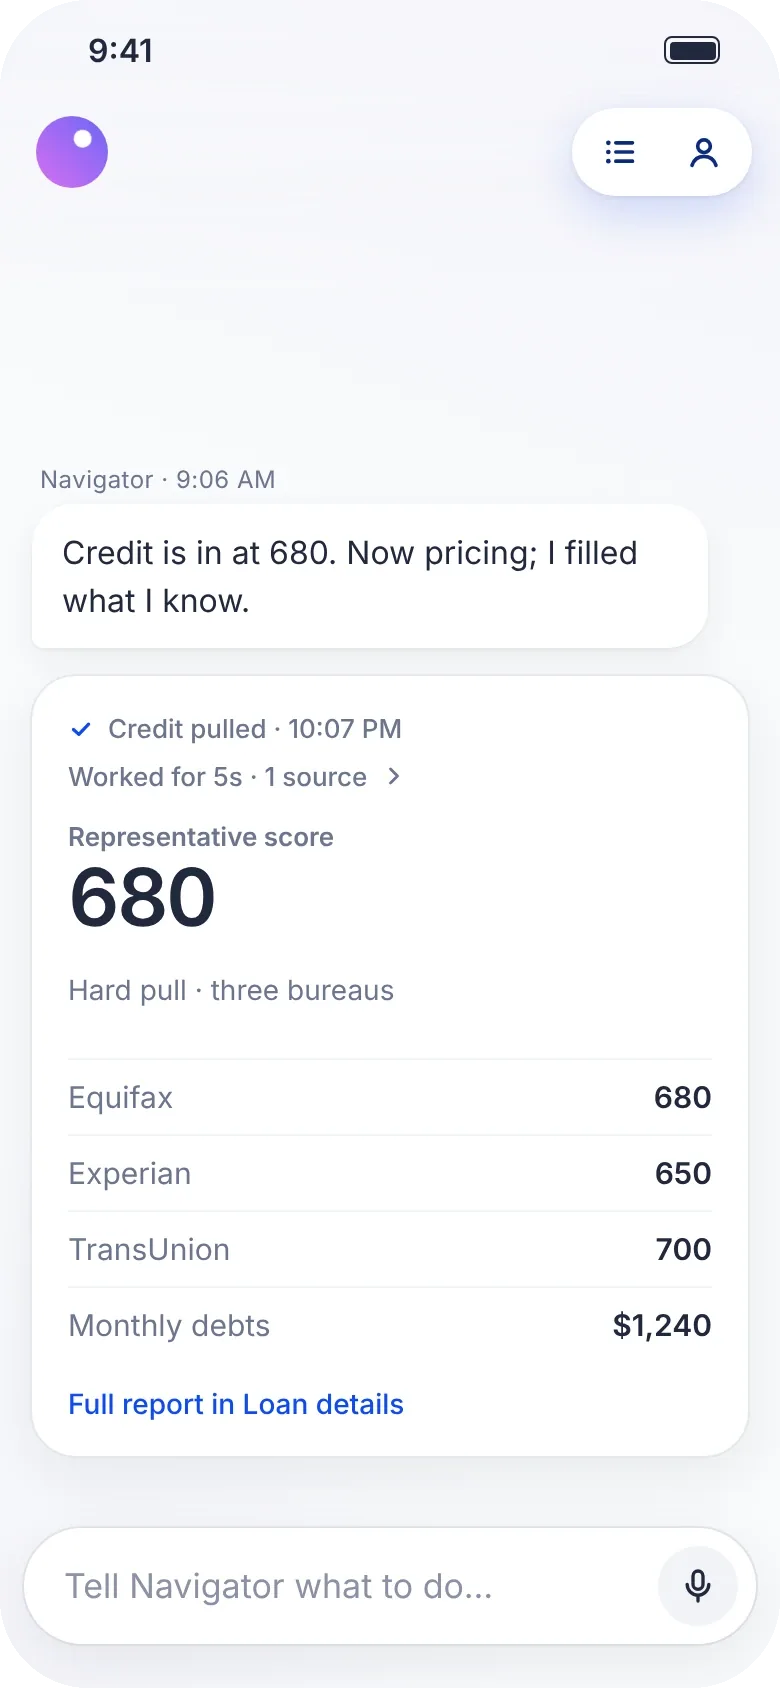 9:41
Navigator · 9:06 AM
Credit is in at 680. Now pricing; I filled
what I know.
Credit pulled · 10:07 PM
Worked for 5s · 1 source
Representative score
680
Hard pull · three bureaus
Equifax 680
Experian 650
TransUnion 700
Monthly debts $1,240
Full report in Loan details
Tell Navigator what to do...